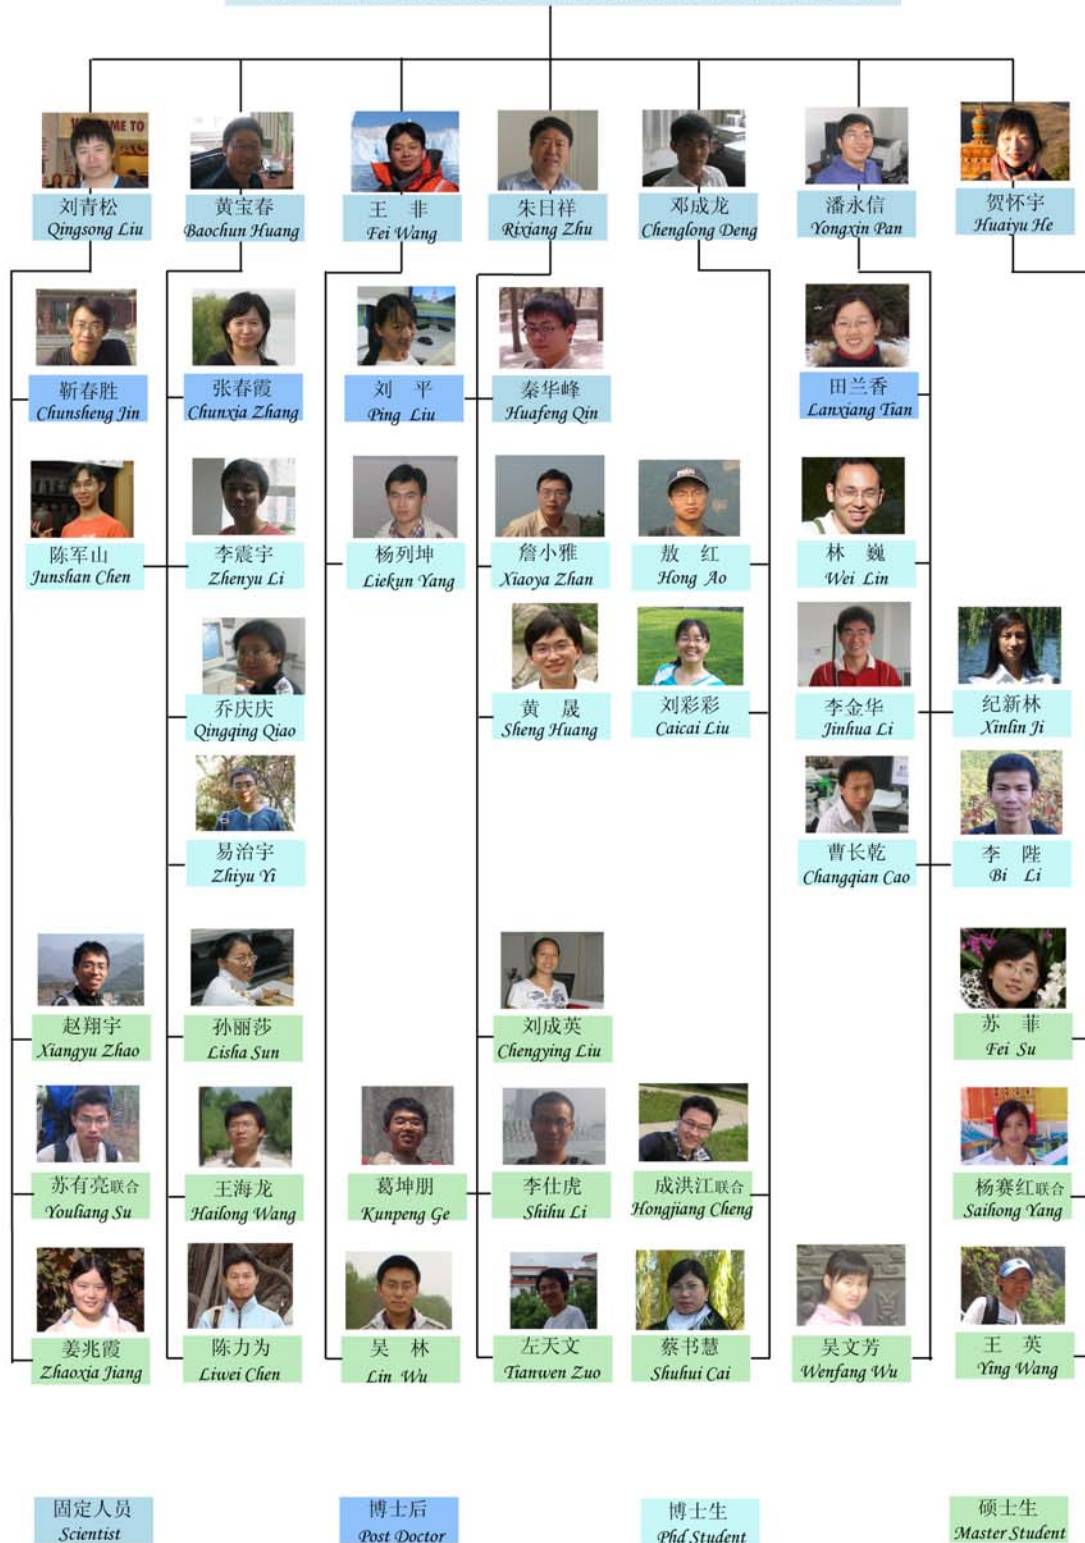 刘青松
Qingsong Liu
黄宝春
Baochun Huang
王 非
Fei Wang
朱日祥
Rixiang Zhu
邓成龙
Chenglong Deng
潘永信
Yongxin Pan
贺怀宇
Huaiyu He
靳春胜
Chunsheng Jin
张春霞
Chunxia Zhang
刘 平
Ping Liu
秦华峰
Huafeng Qin
田兰香
Lanxiang Tian
陈军山
Junshan Chen
李震宇
Zhenyu Li
杨列坤
Liekun Yang
詹小雅
Xiaoya Zhan
敖 红
Hong Ao
林 巍
Wei Lin
乔庆庆
Qingqing Qiao
黄 晟
Sheng Huang
刘彩彩
Caicai Liu
李金华
Jinhua Li
纪新林
Xinlin Ji
易治宇
Zhiyu Yi
曹长乾
Changqian Cao
李 陛
Bi Li
赵翔宇
Xiangyu Zhao
孙丽莎
Lisha Sun
刘成英
Chengying Liu
苏 菲
Fei Su
苏有亮联合
Youliang Su
王海龙
Hailong Wang
葛坤朋
Kunpeng Ge
李仕虎
Shihu Li
成洪江联合
Hongjiang Cheng
杨赛红联合
Saihong Yang
姜兆霞
Zhaoxia Jiang
陈力为
Liwei Chen
吴 林
Lin Wu
左天文
Tianwen Zuo
蔡书慧
Shuhui Cai
吴文芳
Wenfang Wu
王 英
Ying Wang
固定人员
Scientist
博士后
Post Doctor
博士生
Phd Student
硕士生
Master Student